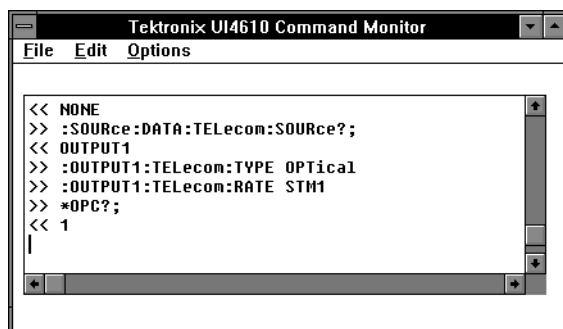 Tektronix UI4610 Command Monitor
File Edit Options
<< NONE
>> :SOURce:DATA:TELecom:SOURce?;
<< OUTPUT1
>> :OUTPUT1:TELecom:TYPE OPTical
>> :OUTPUT1:TELecom:RATE STM1
>> *OPC?;
<< 1